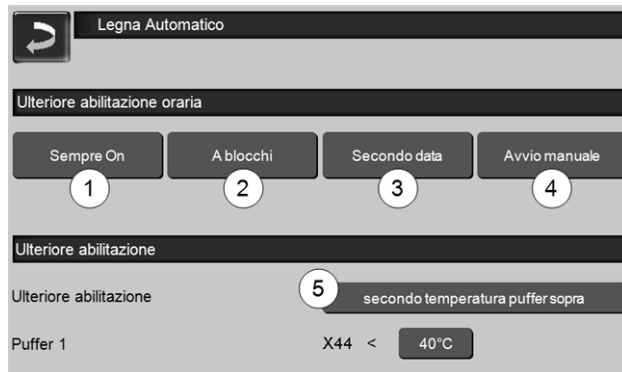 Legna Automatico
Ulteriore abilitazione oraria
Sempre On A blocchi Secondo data Avvio manuale
1 2 3 4
Ulteriore abilitazione
Ulteriore abilitazione 5 secondo temperatura puffer sopra
Puffer 1 X44 < 40°C